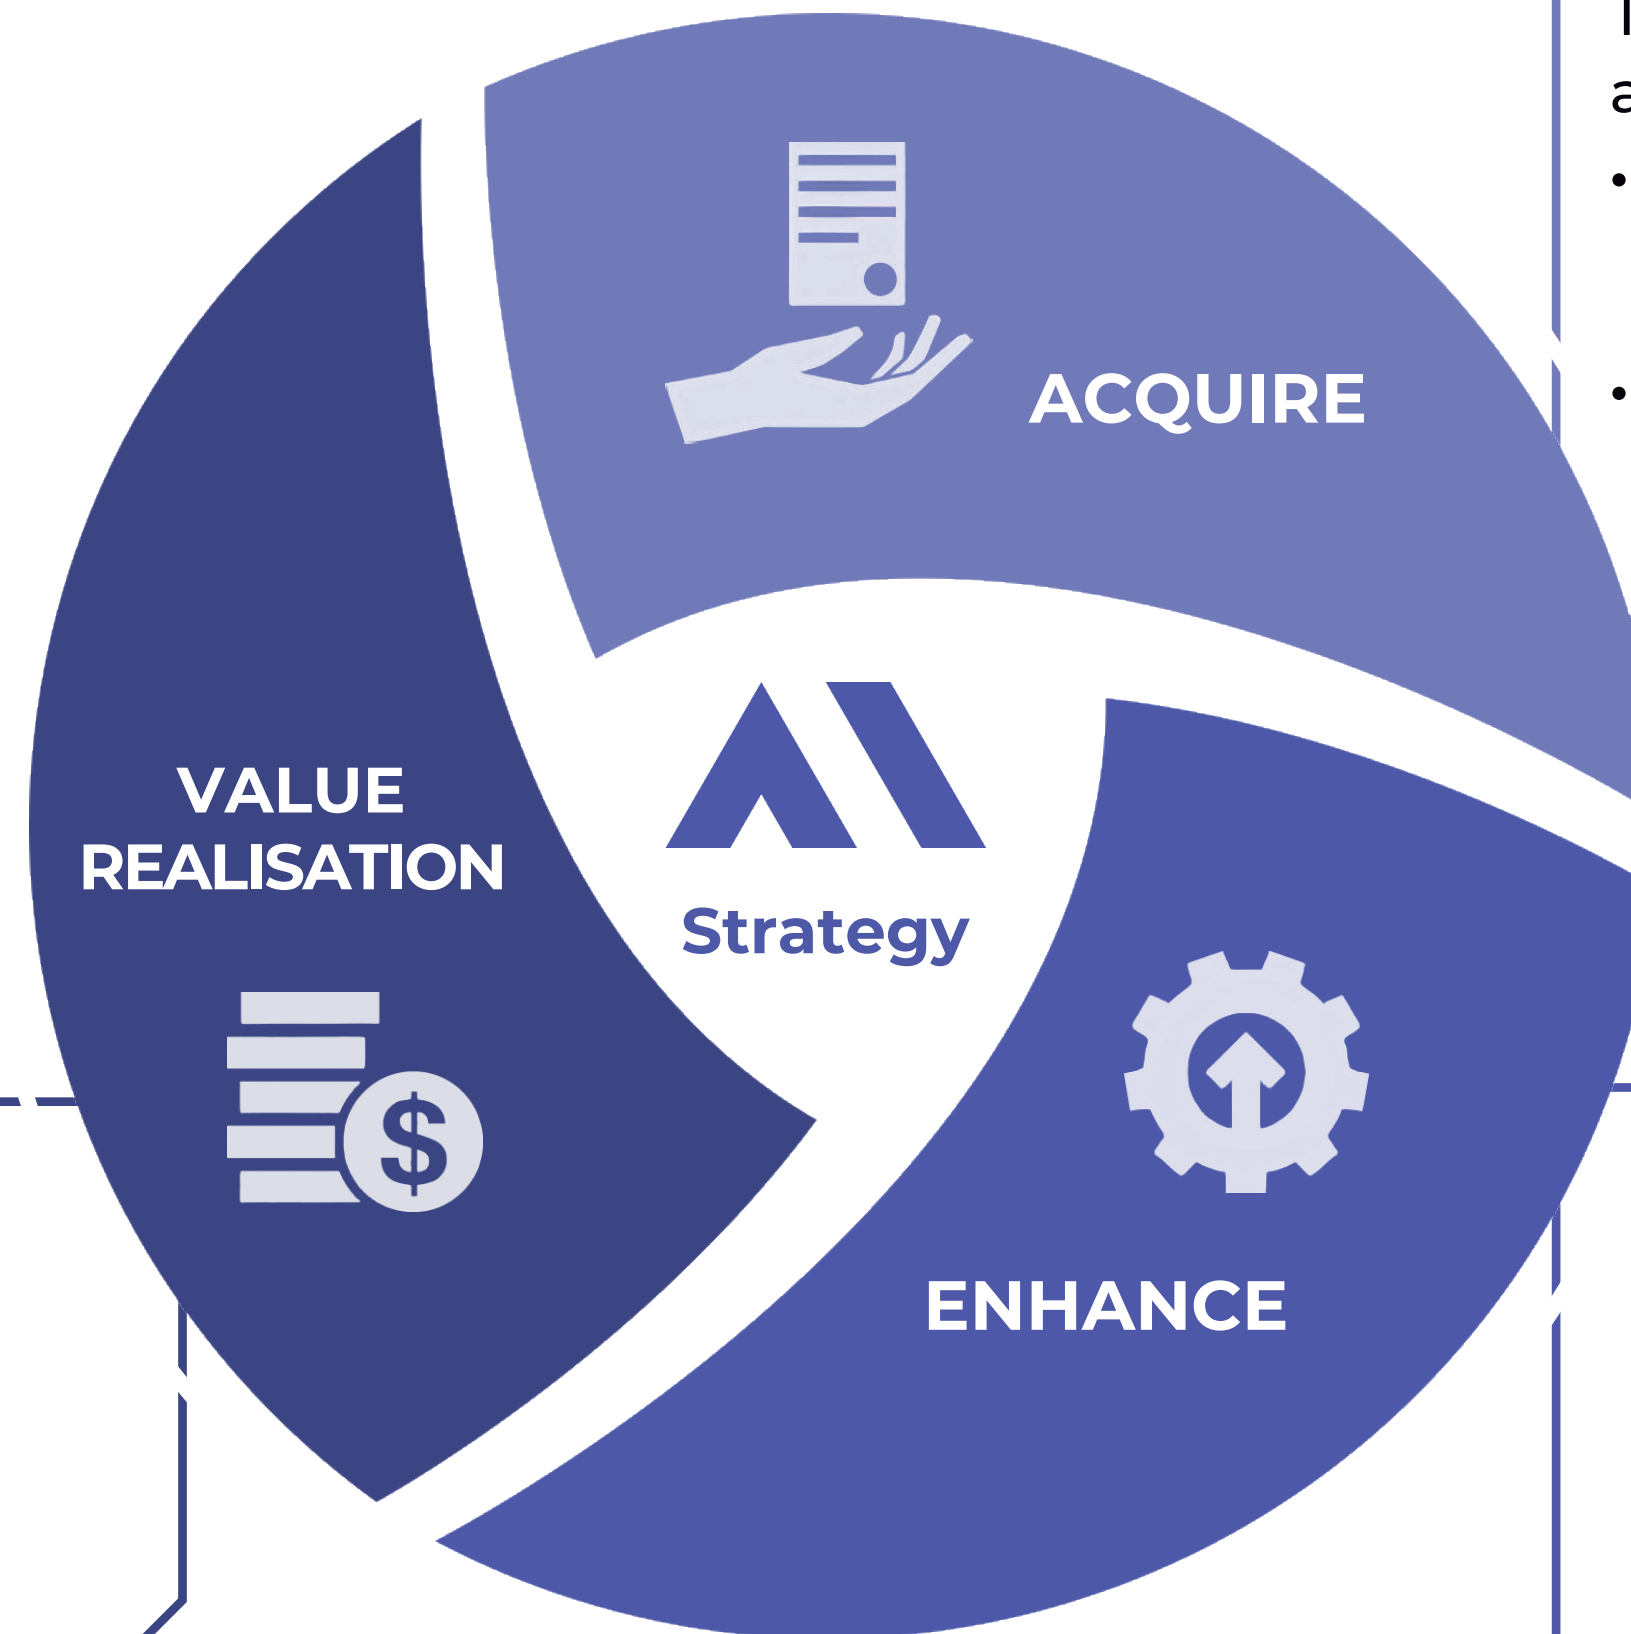 ACQUIRE
VALUE
REALISATION
$
Strategy
ENHANCE